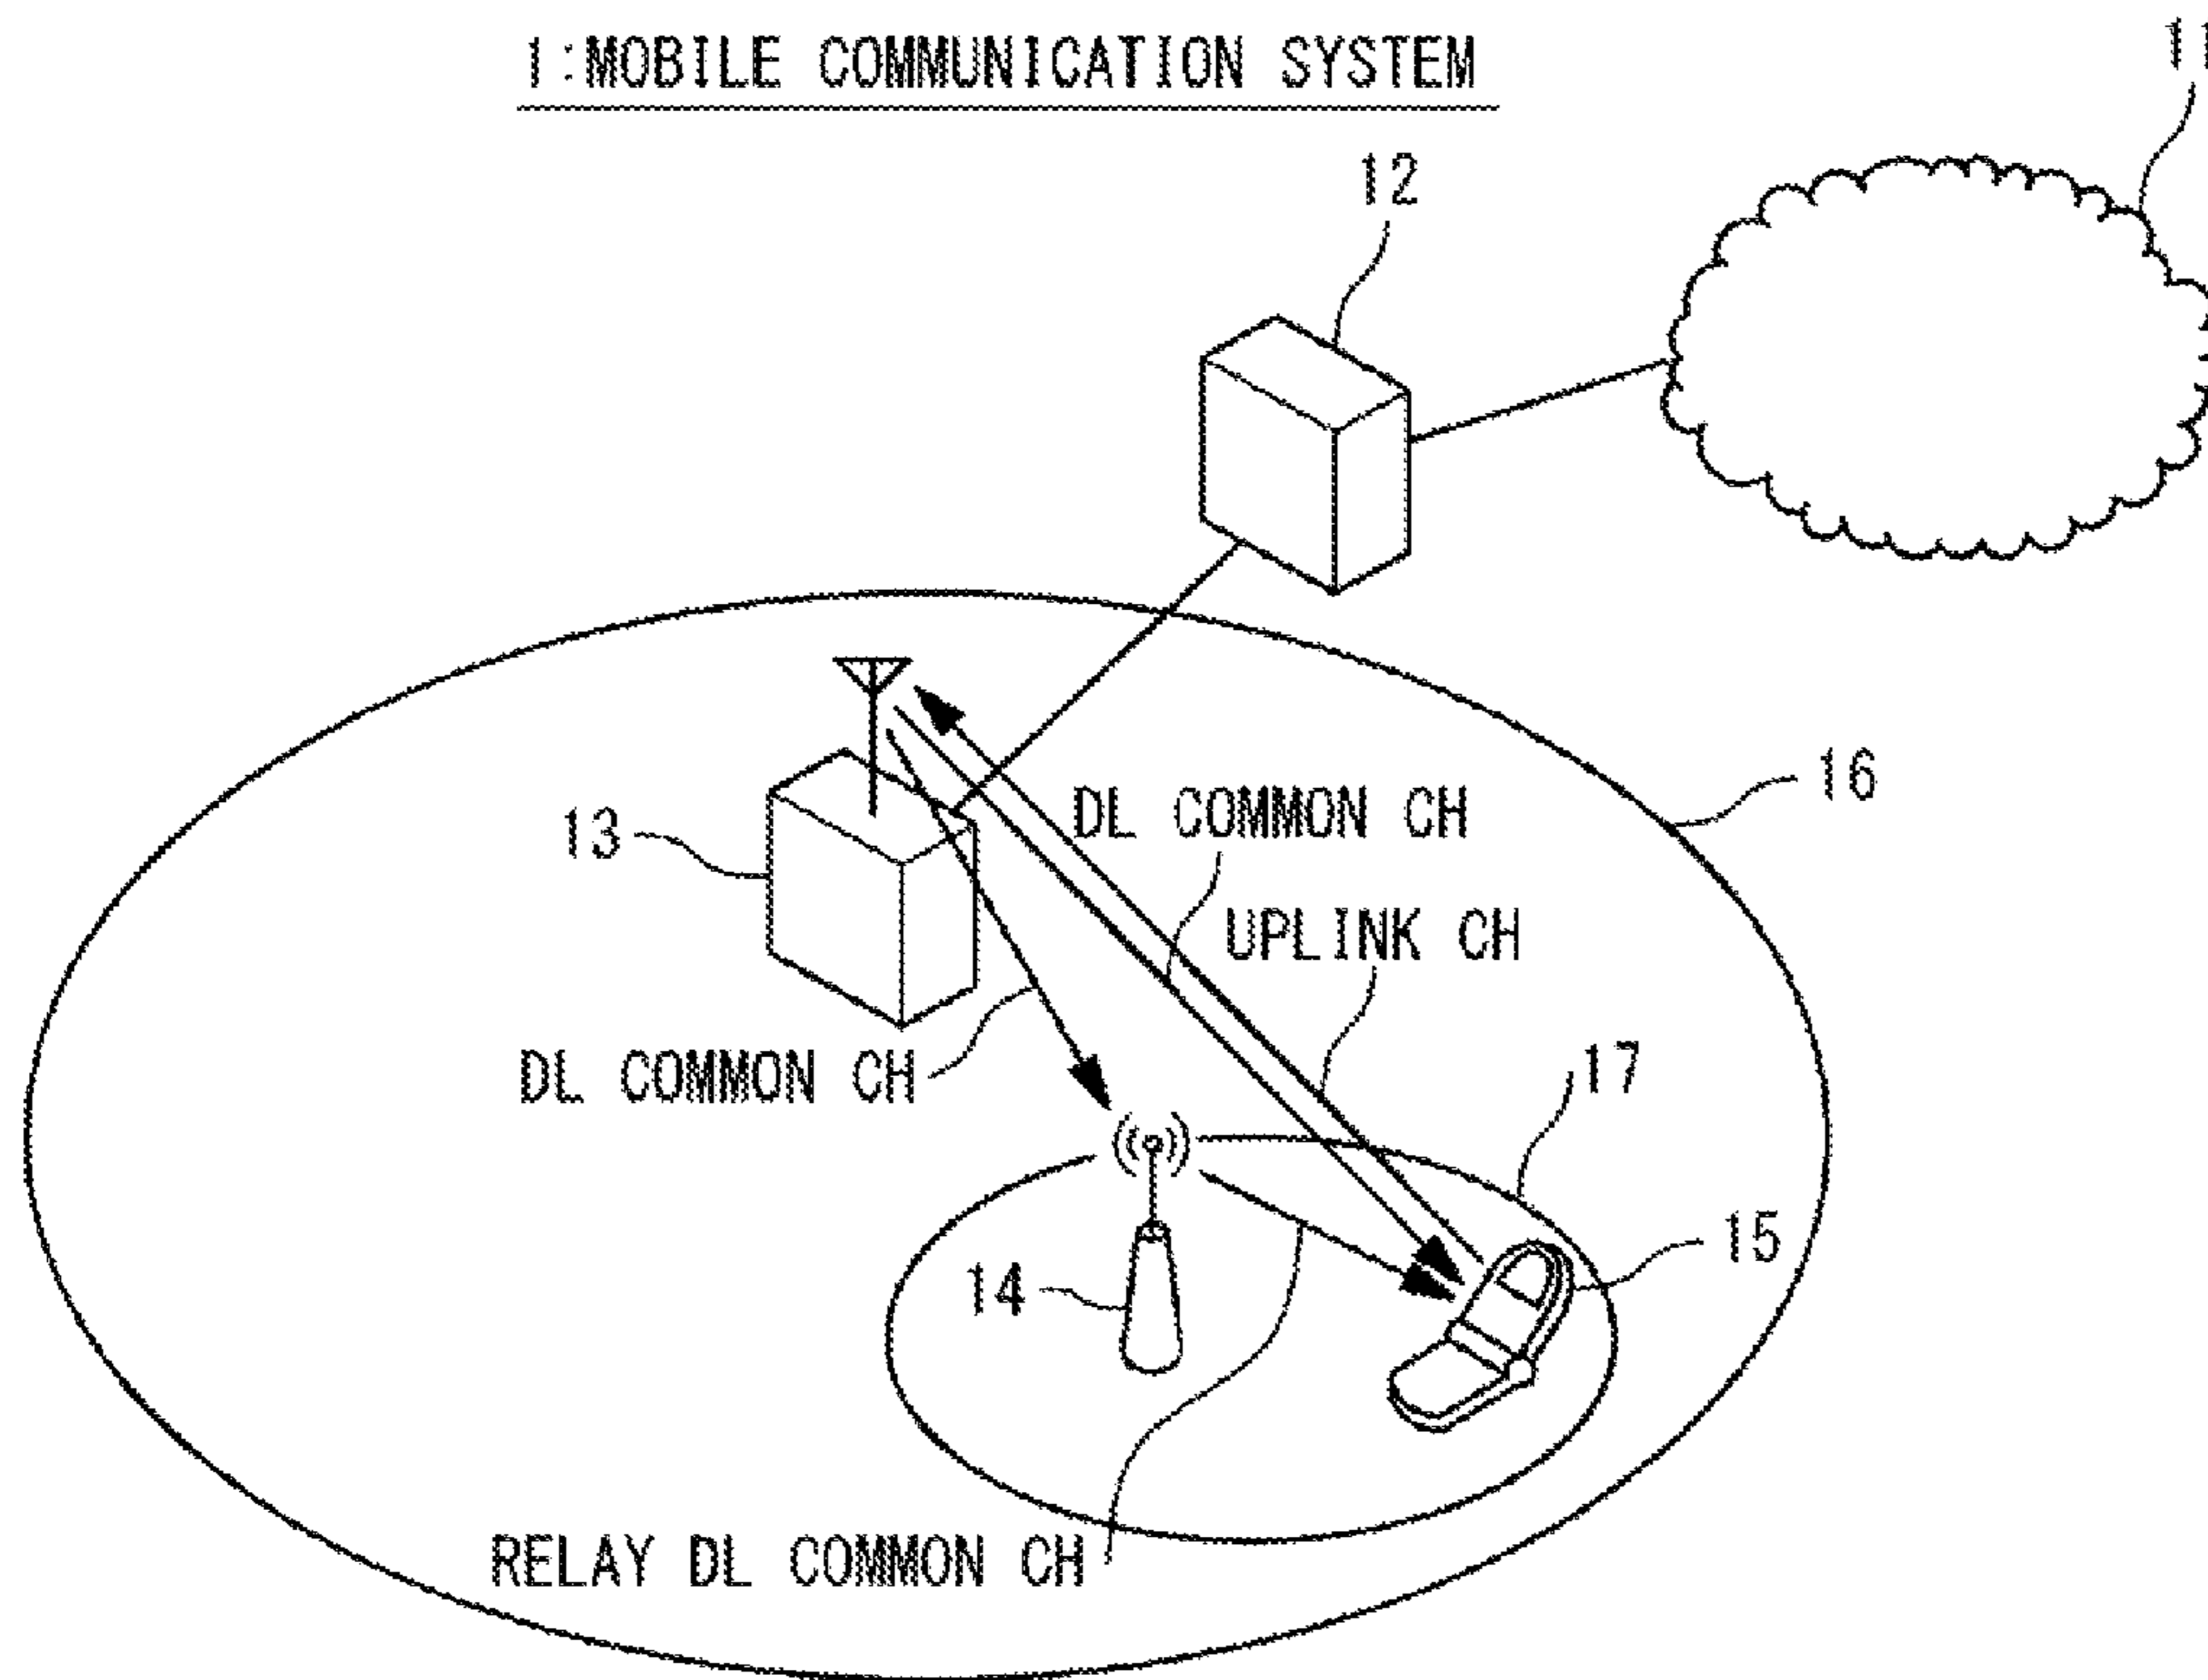 1:MOBILE COMMUNICATION SYSTEM
11
12
16
DL COMMON CH
13
UPLINK CH
DL COMMON CH
17
15
14
RELAY DL COMMON CH